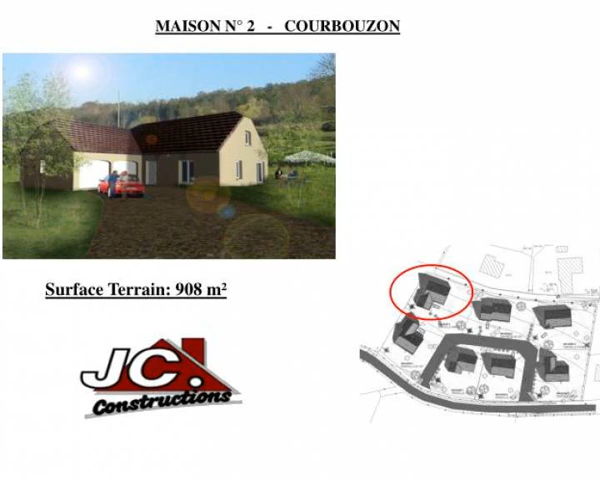 MAISON N° 2 - COURBOUZON
Surface Terrain: 908 m²
JC!
Constructions